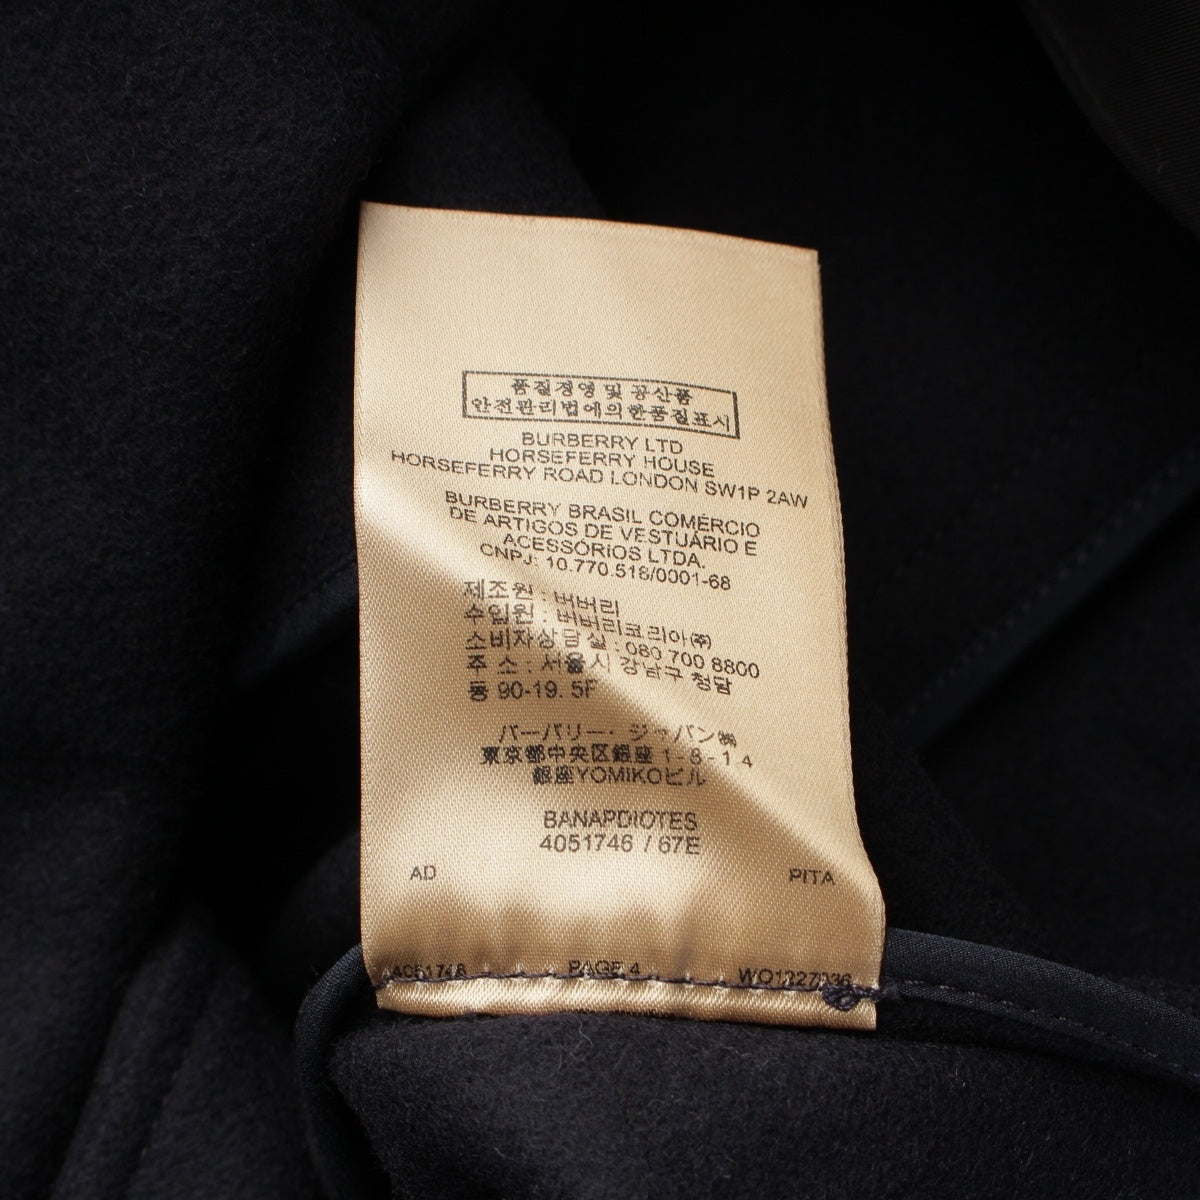 품질경영 및 공산품
안전관리법에의한품질표시
BURBERRY LTD
HORSEFERRY HOUSE
HORSEFERRY ROAD LONDON SW1P 2AW
BURBERRY BRASIL COMÉRCIO
DE ARTIGOS DE VESTUÁRIO E
ACESSÓRIOS LTDA.
CNPJ: 10.770.518/0001-68
제조원 : 버버리
수입원 : 버버리코리아㈜
소비자상담실 : 080 700 8800
주 소 : 서울시 강남구 청담
동 90-19. 5F
バーバリー・ジャパン㈱
東京都中央区銀座1-8-14
銀座YOMIKOビル
BANAPDIOTES
4051746 / 67E
AD PITA
PAGE 4